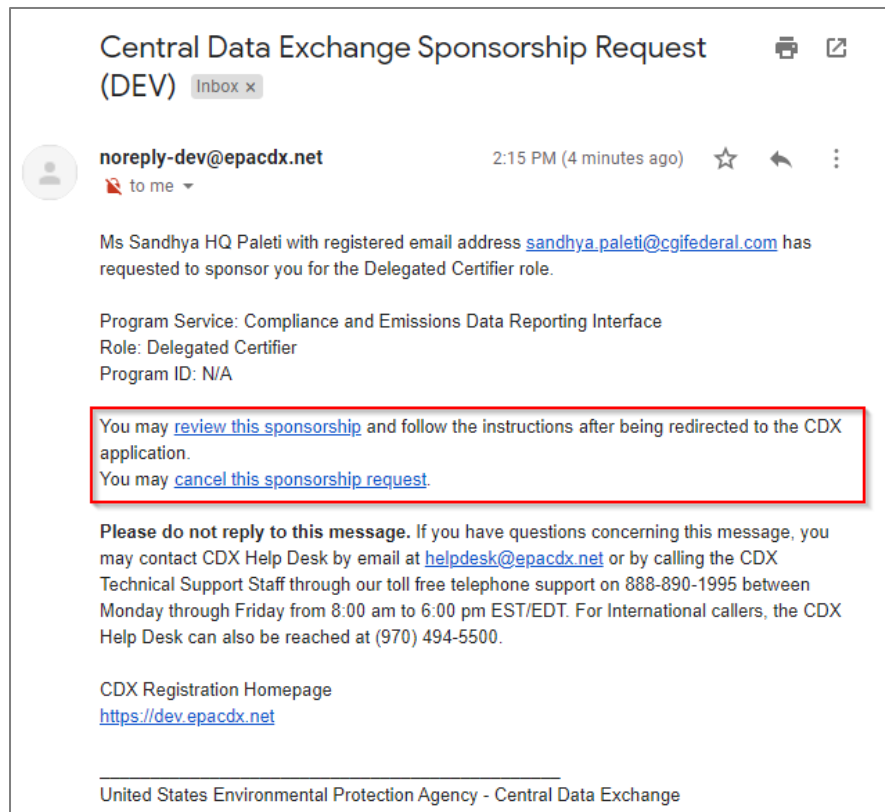 Central Data Exchange Sponsorship Request
(DEV) Inbox x
noreply-dev@epacdx.net 2:15 PM (4 minutes ago)
to me
Ms Sandhya HQ Paleti with registered email address sandhya.paleti@cgifederal.com has
requested to sponsor you for the Delegated Certifier role.
Program Service: Compliance and Emissions Data Reporting Interface
Role: Delegated Certifier
Program ID: N/A
You may review this sponsorship and follow the instructions after being redirected to the CDX
application.
You may cancel this sponsorship request.
Please do not reply to this message. If you have questions concerning this message, you
may contact CDX Help Desk by email at helpdesk@epacdx.net or by calling the CDX
Technical Support Staff through our toll free telephone support on 888-890-1995 between
Monday through Friday from 8:00 am to 6:00 pm EST/EDT. For International callers, the CDX
Help Desk can also be reached at (970) 494-5500.
CDX Registration Homepage
https://dev.epacdx.net
United States Environmental Protection Agency - Central Data Exchange